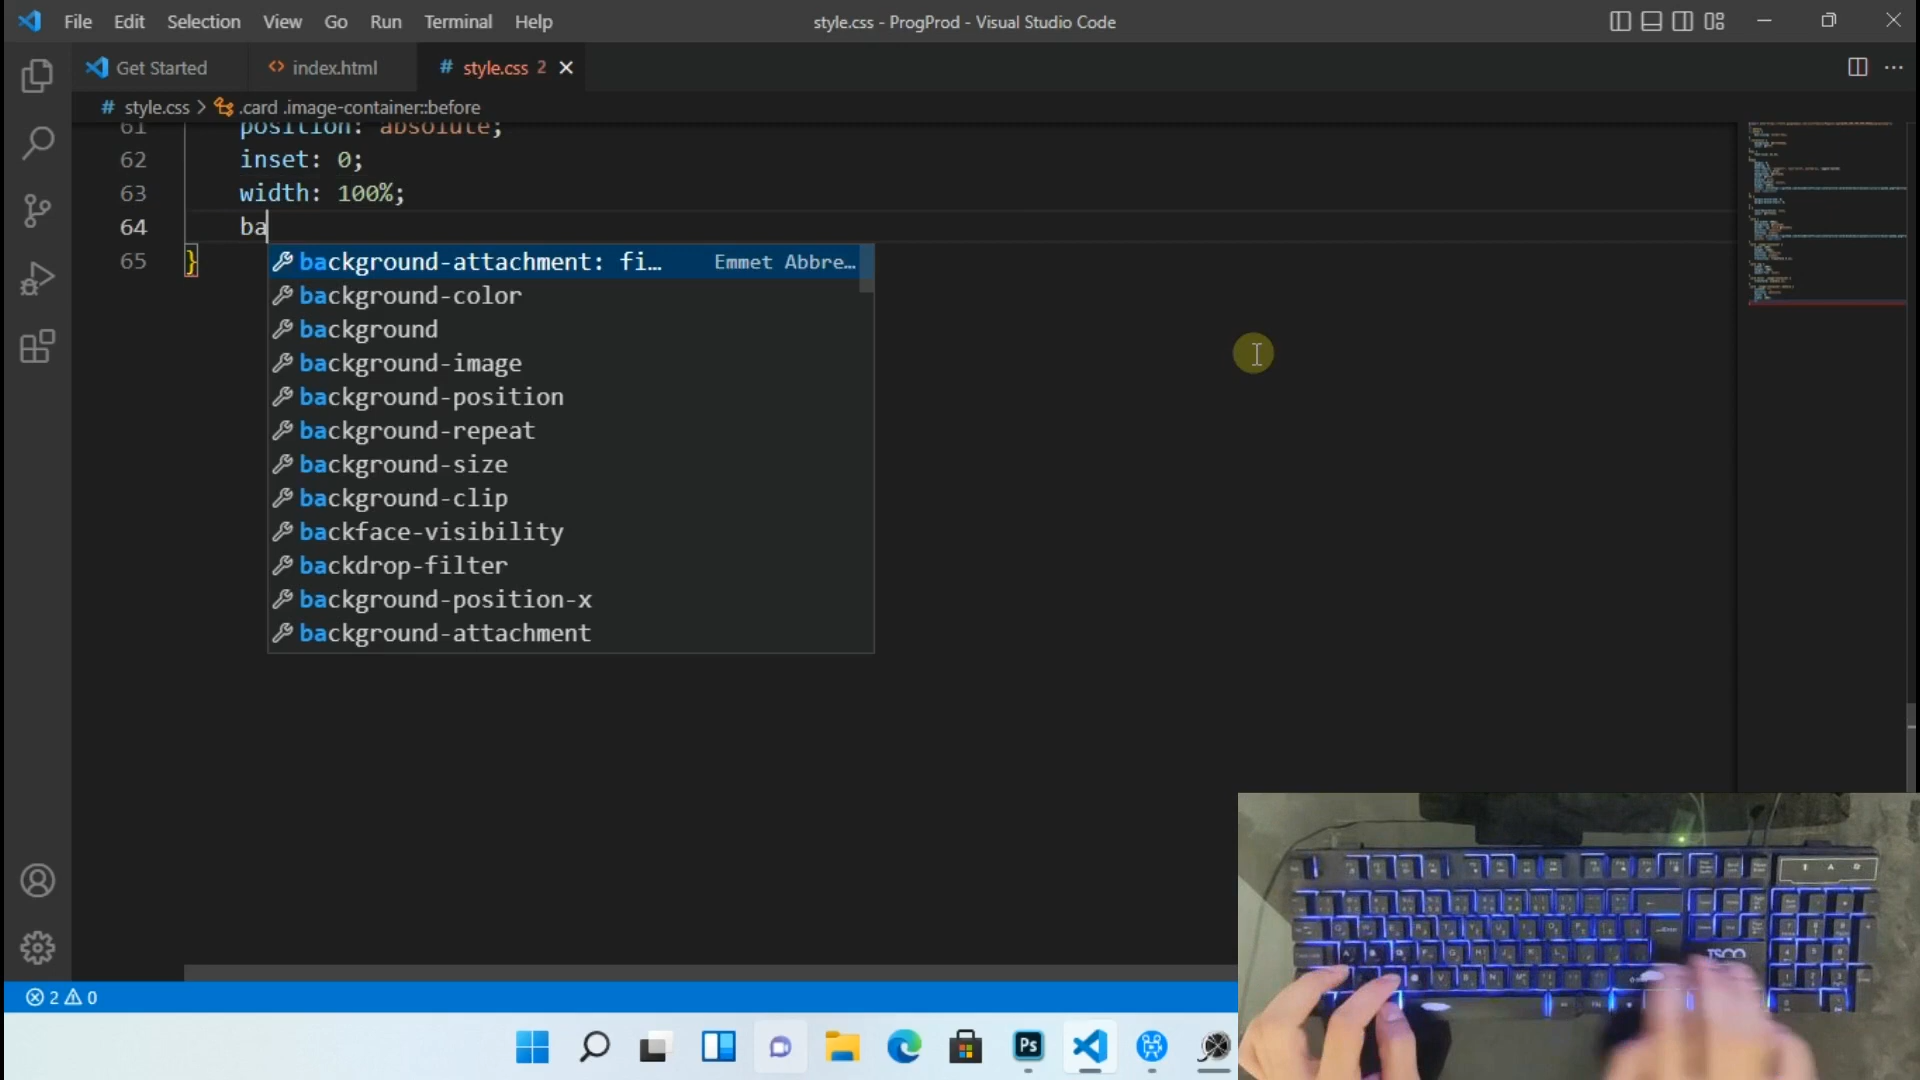 File Edit Selection View Go Run Terminal Help
style.css - ProgProd - Visual Studio Code
Get Started
<> index.html
# style.css 2
# style.css > .card .image-container::before
61 position: absolute;
62 inset: 0;
63 width: 100%;
64 ba
65 }
background-attachment: fi… Emmet Abbre…
background-color
background
background-image
background-position
background-repeat
background-size
background-clip
backface-visibility
backdrop-filter
background-position-x
background-attachment
2 0
Ps
TSCO